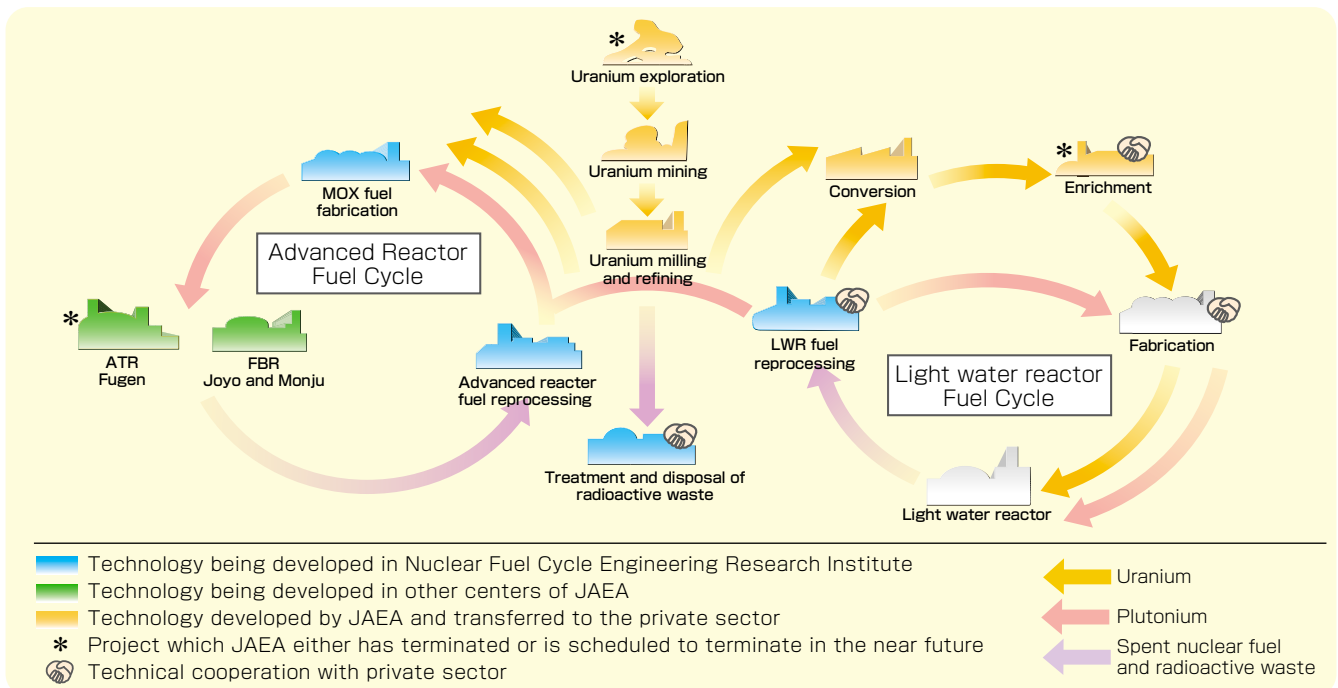 *
Uranium exploration
Uranium mining
Uranium milling
and refining
MOX fuel
fabrication
Conversion
*
Enrichment
Advanced Reactor
Fuel Cycle
*
ATR
Fugen
FBR
Joyo and Monju
Advanced reacter
fuel reprocessing
LWR fuel
reprocessing
Fabrication
Light water reactor
Fuel Cycle
Treatment and disposal of
radioactive waste
Light water reactor
Technology being developed in Nuclear Fuel Cycle Engineering Research Institute
Technology being developed in other centers of JAEA
Technology developed by JAEA and transferred to the private sector
* Project which JAEA either has terminated or is scheduled to terminate in the near future
Technical cooperation with private sector
Uranium
Plutonium
Spent nuclear fuel
and radioactive waste